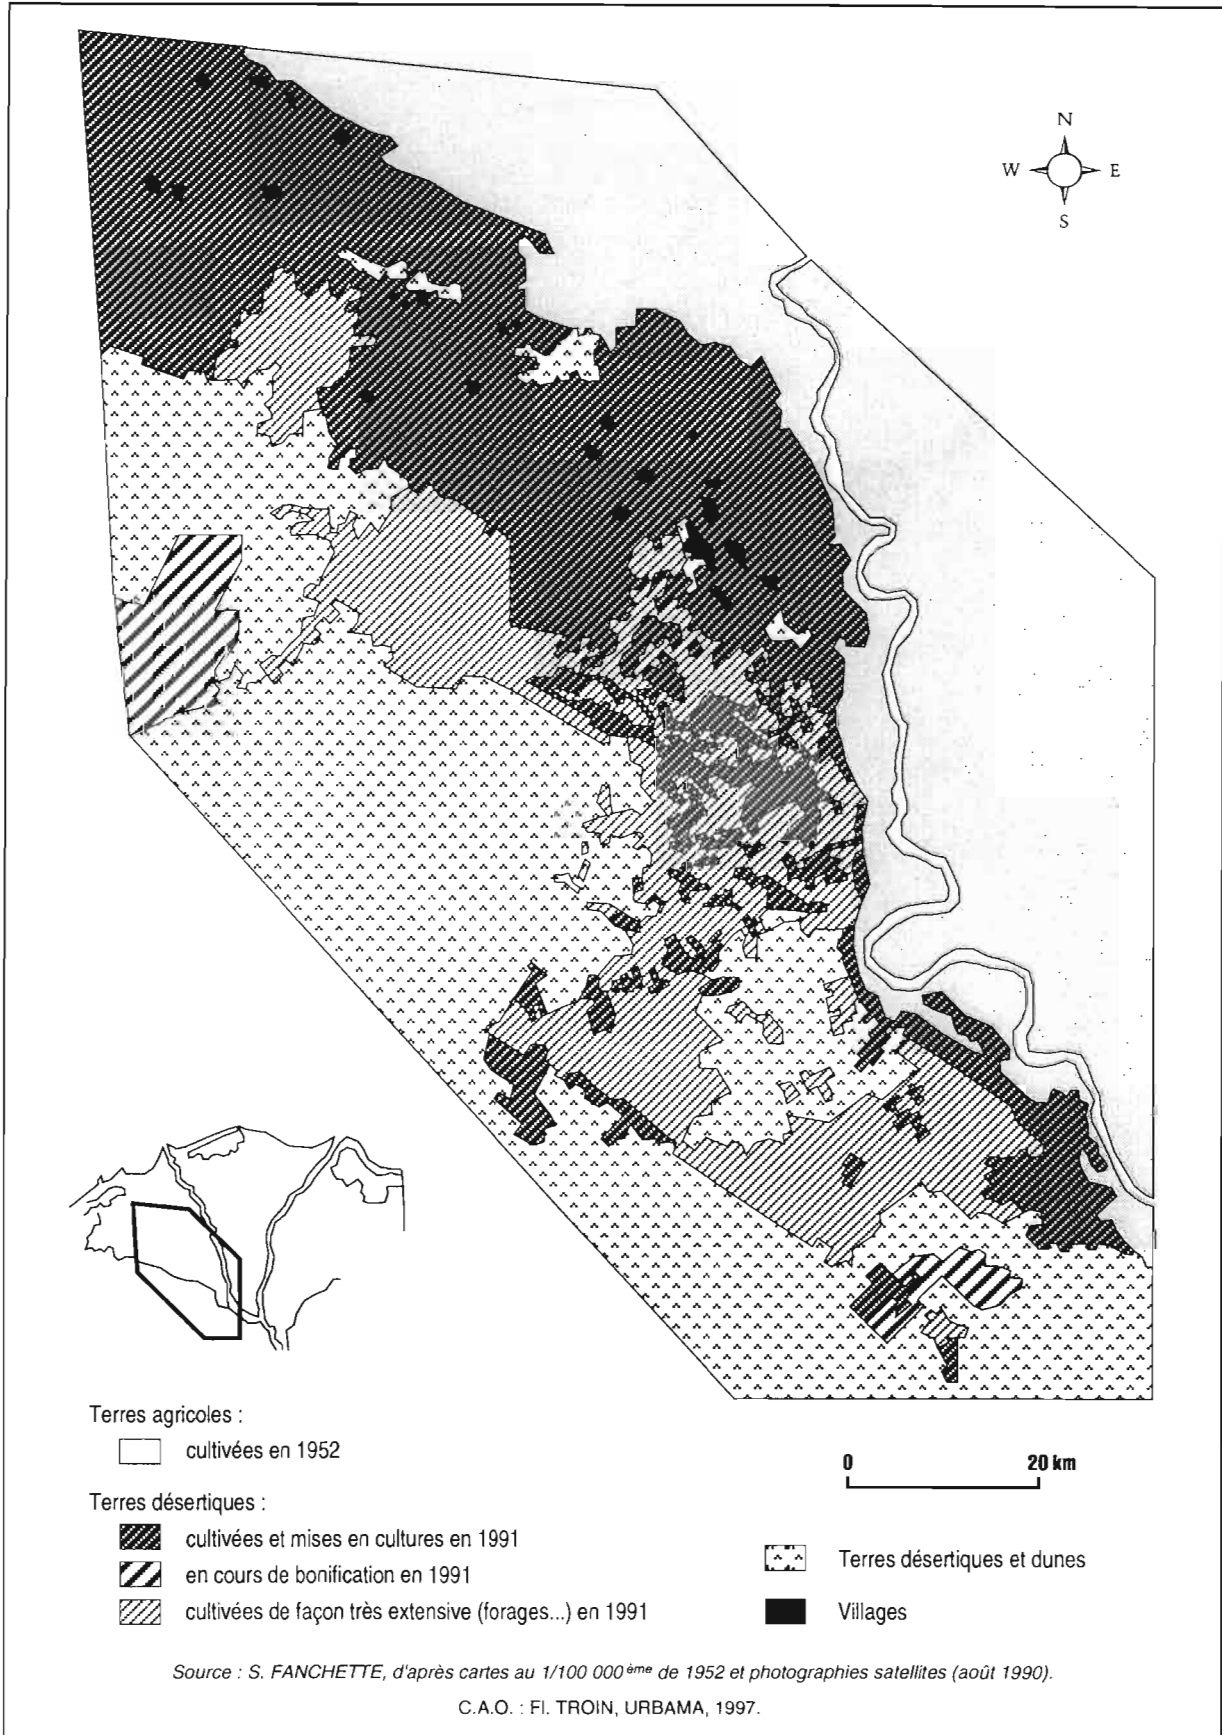 N
W E
S
Terres agricoles :
cultivées en 1952
Terres désertiques :
cultivées et mises en cultures en 1991
en cours de bonification en 1991
cultivées de façon très extensive (forages...) en 1991
0 20 km
Terres désertiques et dunes
Villages
Source : S. FANCHETTE, d'après cartes au 1/100 000ème de 1952 et photographies satellites (août 1990).
C.A.O. : Fl. TROIN, URBAMA, 1997.